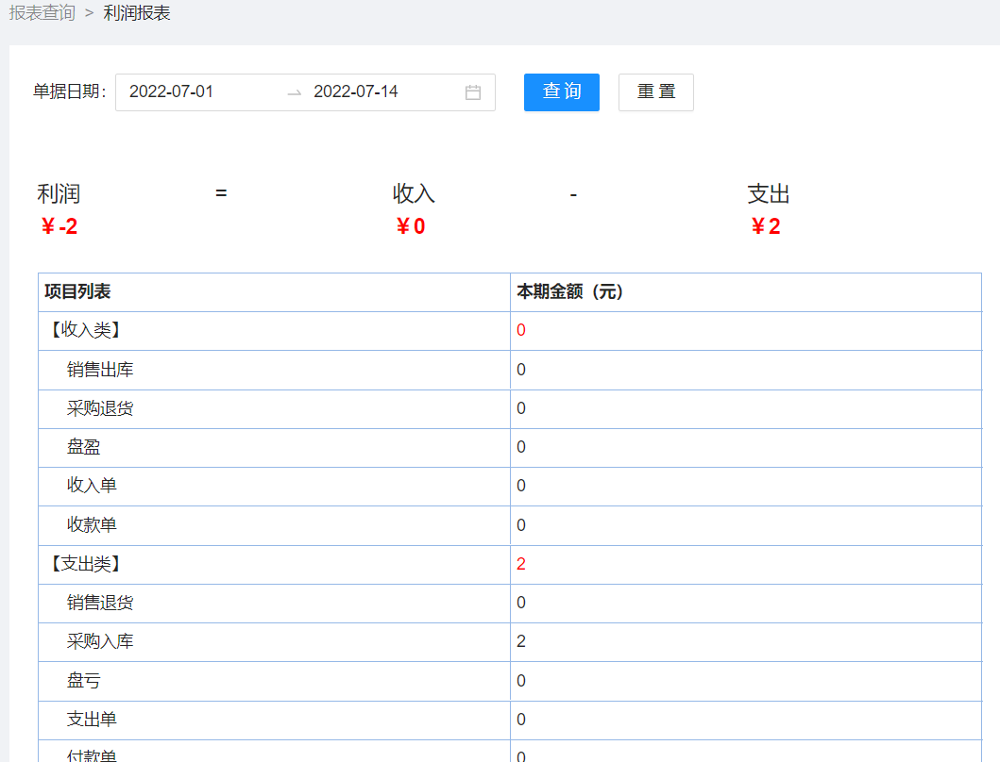 报表查询 > 利润报表
单据日期： 2022-07-01 → 2022-07-14 查 询 重 置
利润 = 收入 - 支出
￥-2 ￥0 ￥2
项目列表 本期金额（元）
【收入类】 0
销售出库 0
采购退货 0
盘盈 0
收入单 0
收款单 0
【支出类】 2
销售退货 0
采购入库 2
盘亏 0
支出单 0
付款单 0